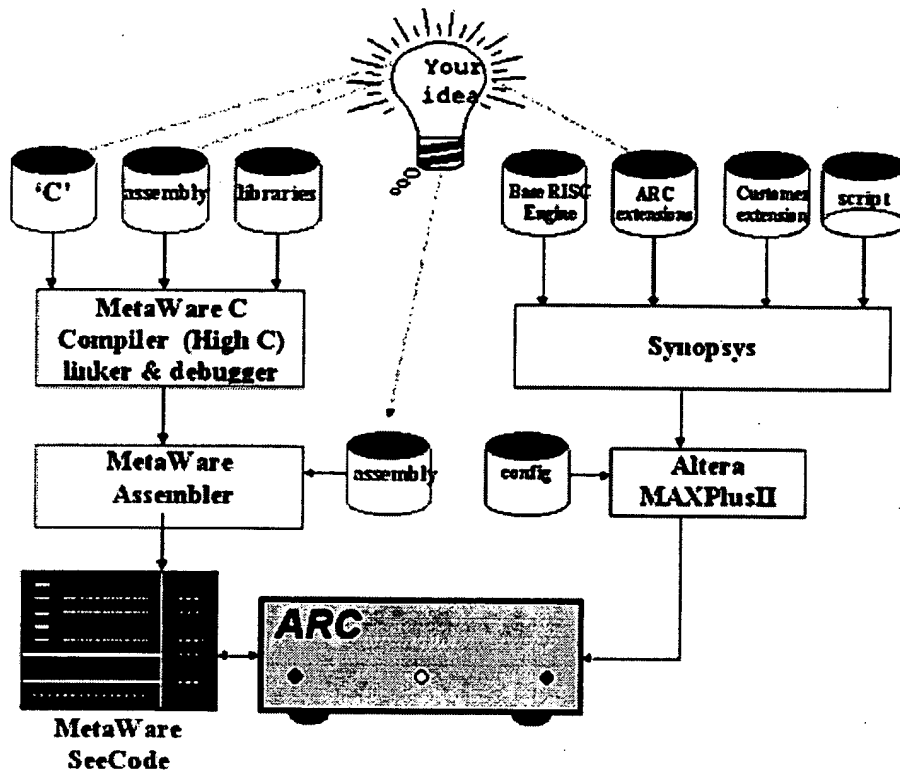 Your
idea
'C'
assembly
libraries
Base RISC
Engine
ARC
extensions
Customer
extension
script
MetaWare C
Compiler (High C)
linker & debugger
Synopsys
MetaWare
Assembler
assembly
config
Altera
MAXPlusII
ARC
MetaWare
SeeCode